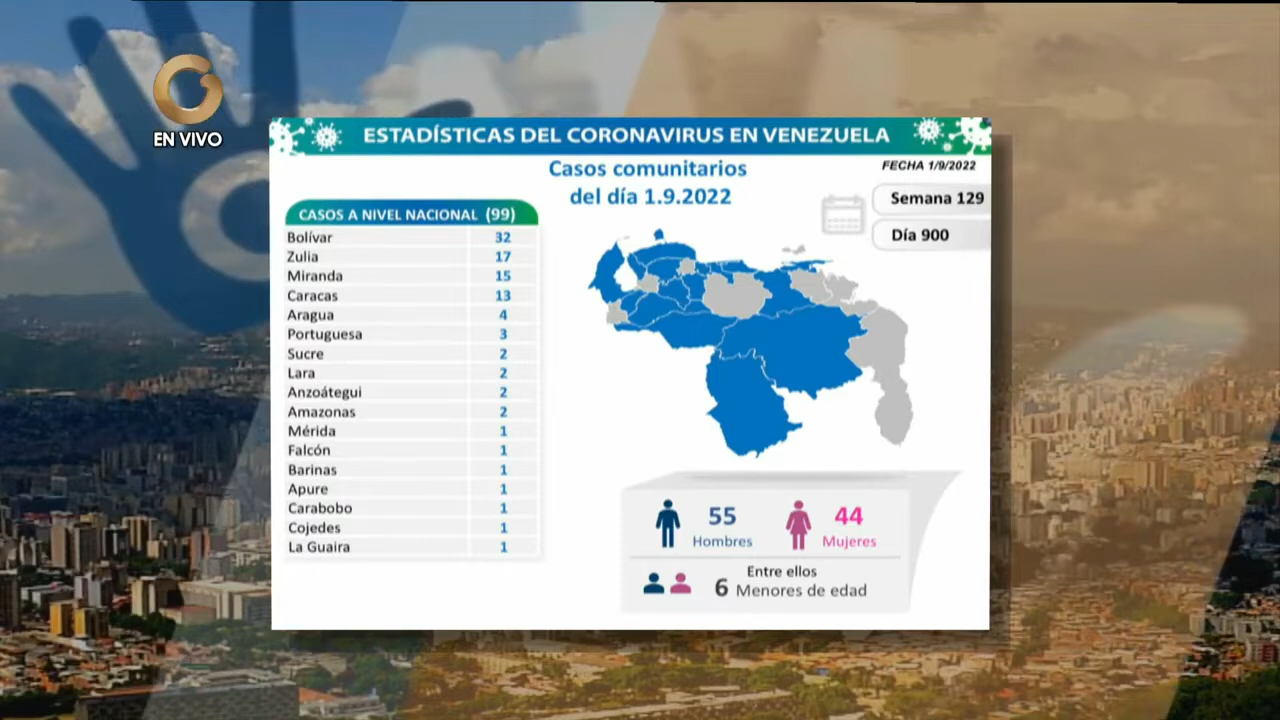 EN VIVO
ESTADÍSTICAS DEL CORONAVIRUS EN VENEZUELA
Casos comunitarios
del día 1.9.2022
FECHA 1/9/2022
Semana 129
Día 900
CASOS A NIVEL NACIONAL (99)
Bolívar 32
Zulia 17
Miranda 15
Caracas 13
Aragua 4
Portuguesa 3
Sucre 2
Lara 2
Anzoátegui 2
Amazonas 2
Mérida 1
Falcón 1
Barinas 1
Apure 1
Carabobo 1
Cojedes 1
La Guaira 1
55
Hombres
44
Mujeres
Entre ellos
6 Menores de edad